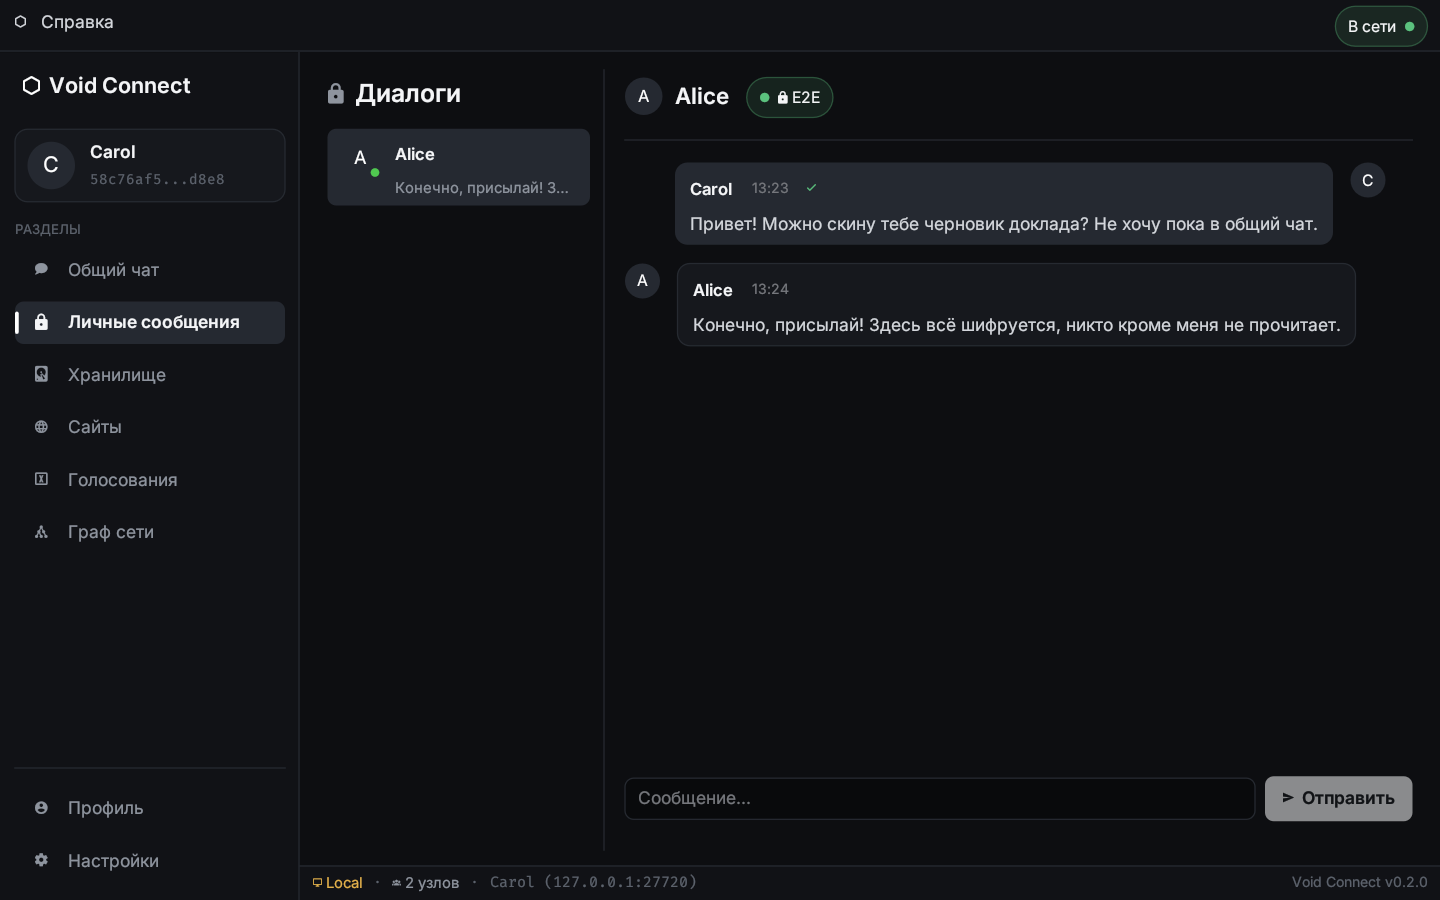 Справка
В сети
Void Connect
C
Carol
58c76af5...d8e8
РАЗДЕЛЫ
Общий чат
Личные сообщения
Хранилище
Сайты
Голосования
Граф сети
Профиль
Настройки
Диалоги
A
Alice
Конечно, присылай! З...
A
Alice
E2E
Carol 13:23
Привет! Можно скину тебе черновик доклада? Не хочу пока в общий чат.
C
A
Alice 13:24
Конечно, присылай! Здесь всё шифруется, никто кроме меня не прочитает.
Сообщение...
Отправить
Local · 2 узлов · Carol (127.0.0.1:27720)
Void Connect v0.2.0